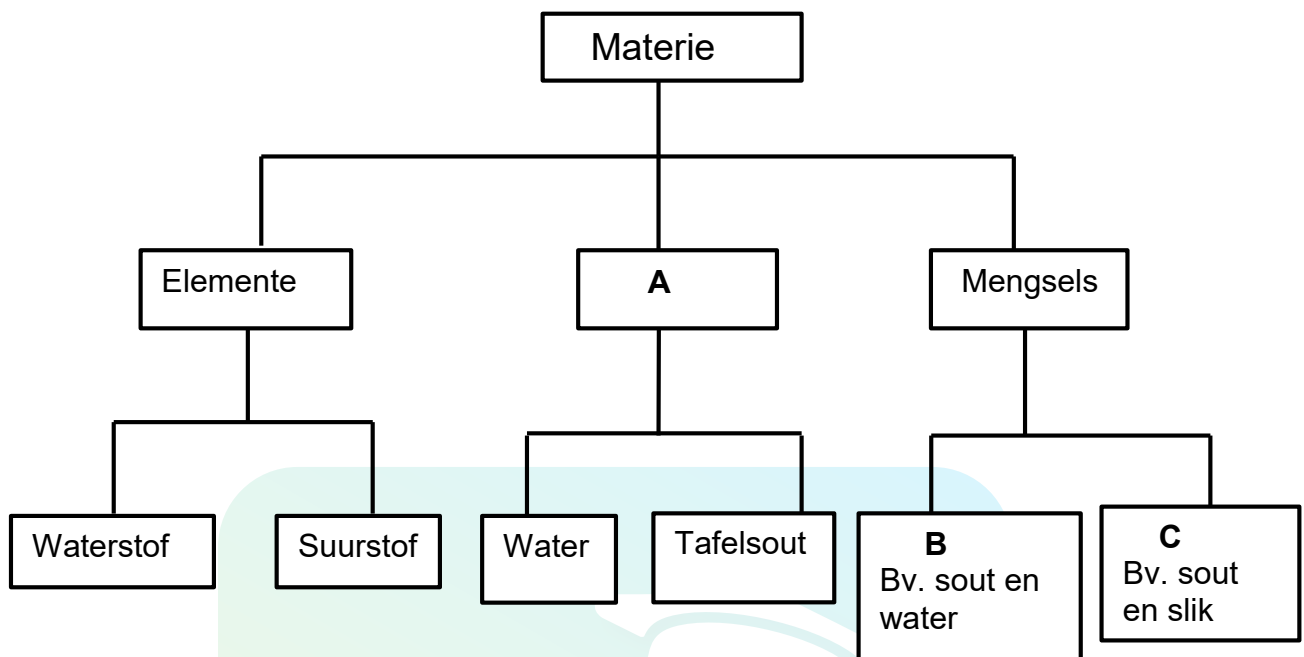 Materie
Elemente
A
Mengsels
Waterstof
Suurstof
Water
Tafelsout
B
Bv. sout en
water
C
Bv. sout
en slik